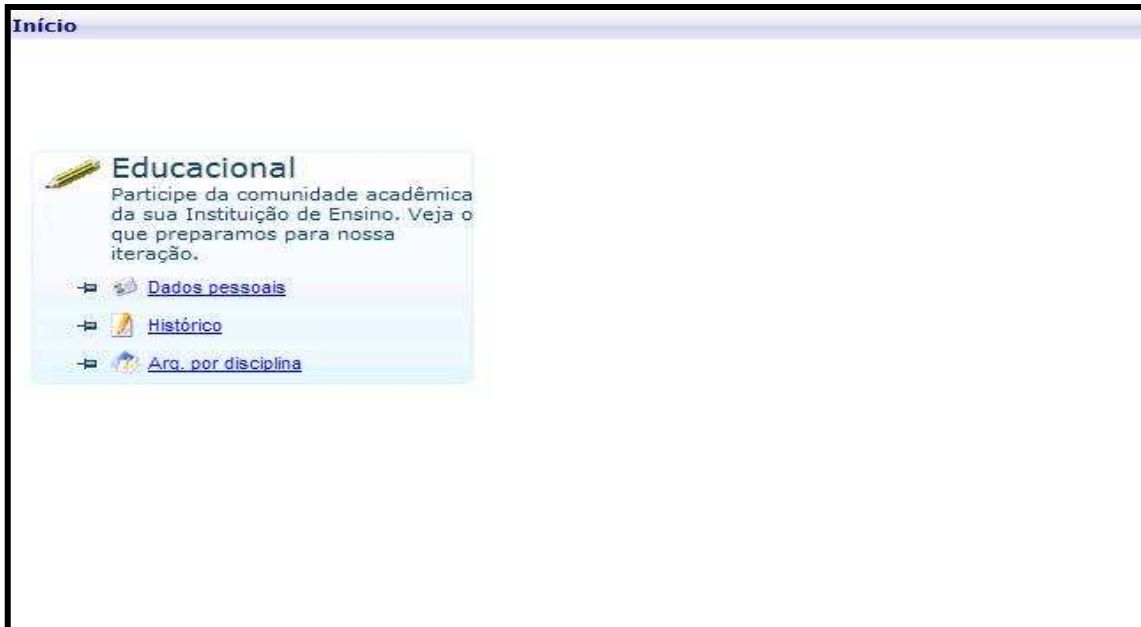 Início
Educacional
Participe da comunidade acadêmica
da sua Instituição de Ensino. Veja o
que preparamos para nossa
iteração.
Dados pessoais
Histórico
Arq. por disciplina